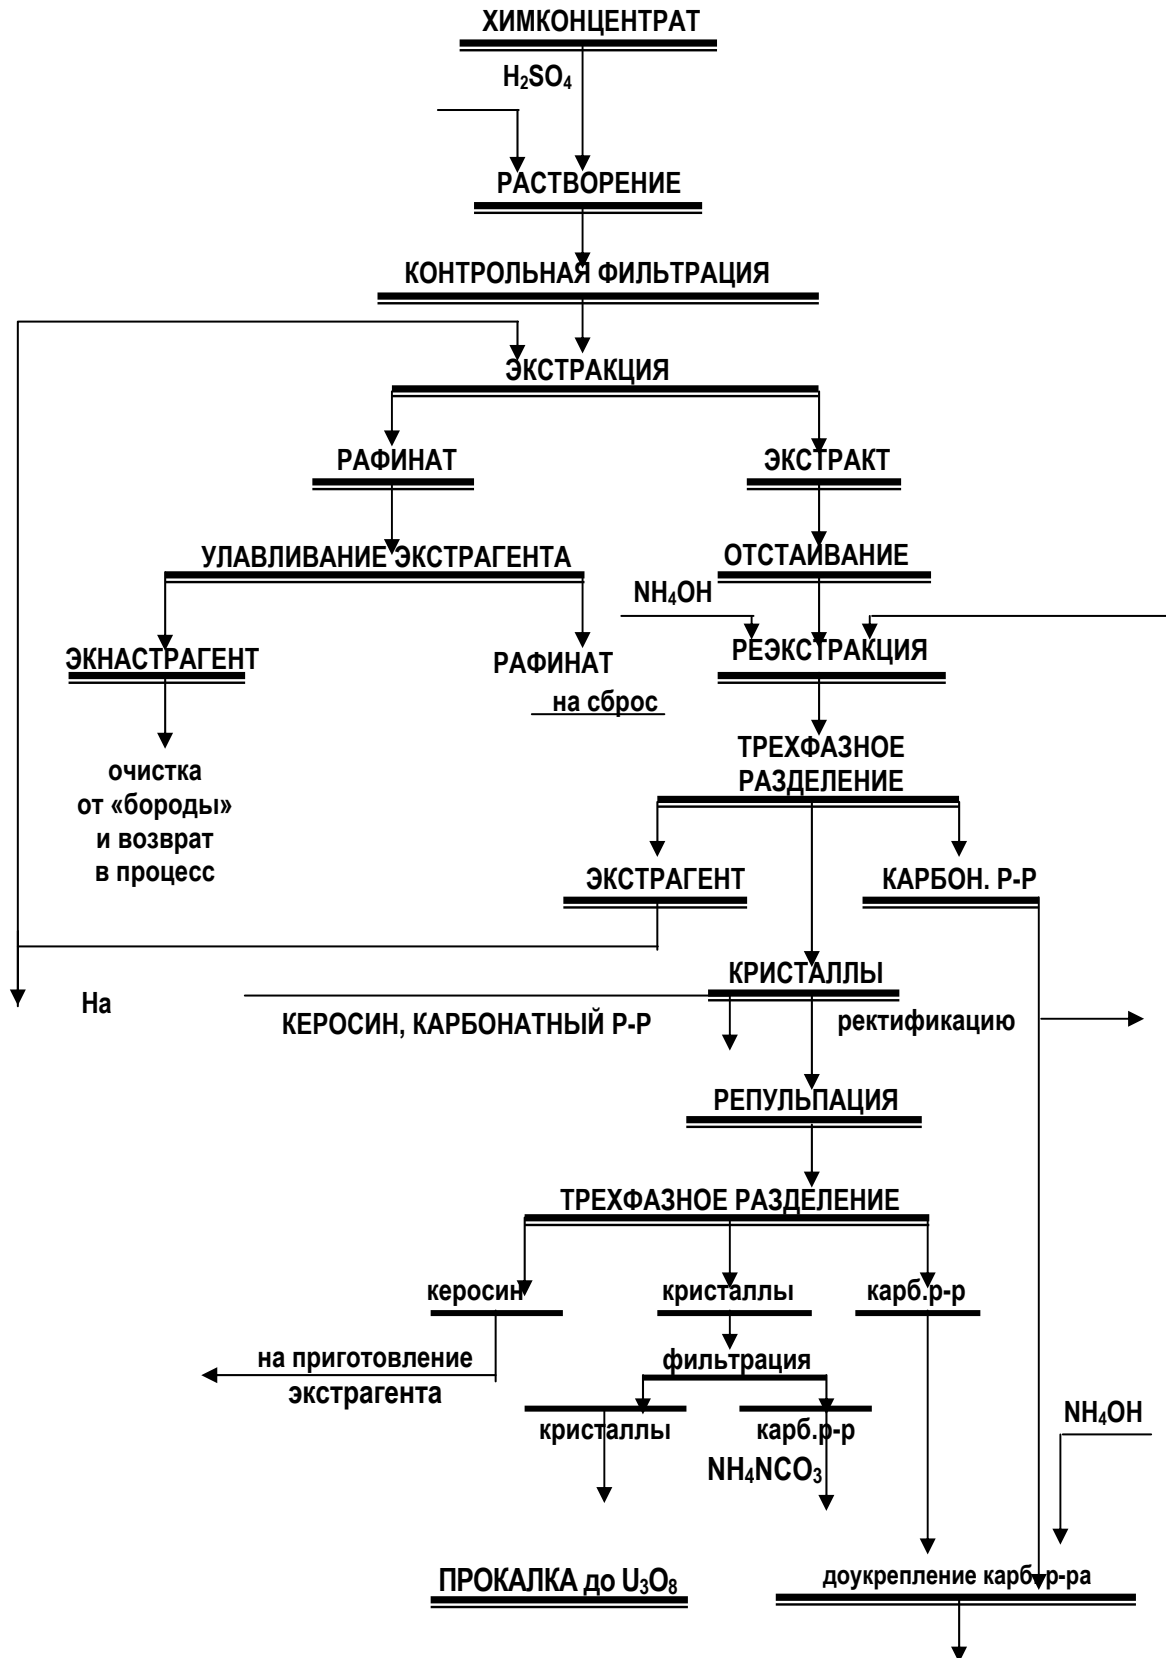 ХИМКОНЦЕНТРАТ
H₂SO₄
РАСТВОРЕНИЕ
КОНТРОЛЬНАЯ ФИЛЬТРАЦИЯ
ЭКСТРАКЦИЯ
РАФИНАТ
ЭКСТРАКТ
УЛАВЛИВАНИЕ ЭКСТРАГЕНТА
ОТСТАИВАНИЕ
NH₄OH
ЭКНАСТРАГЕНТ
РАФИНАТ
на сброс
РЕЭКСТРАКЦИЯ
ТРЕХФАЗНОЕ
РАЗДЕЛЕНИЕ
очистка
от «бороды»
и возврат
в процесс
ЭКСТРАГЕНТ
КАРБОН. Р-Р
КРИСТАЛЛЫ
На
КЕРОСИН, КАРБОНАТНЫЙ Р-Р
ректификацию
РЕПУЛЬПАЦИЯ
ТРЕХФАЗНОЕ РАЗДЕЛЕНИЕ
керосин
кристаллы
карб.р-р
на приготовление
экстрагента
фильтрация
кристаллы
карб.р-р
NH₄OH
NH₄NCO₃
ПРОКАЛКА до U₃O₈
доукрепление карб.р-ра